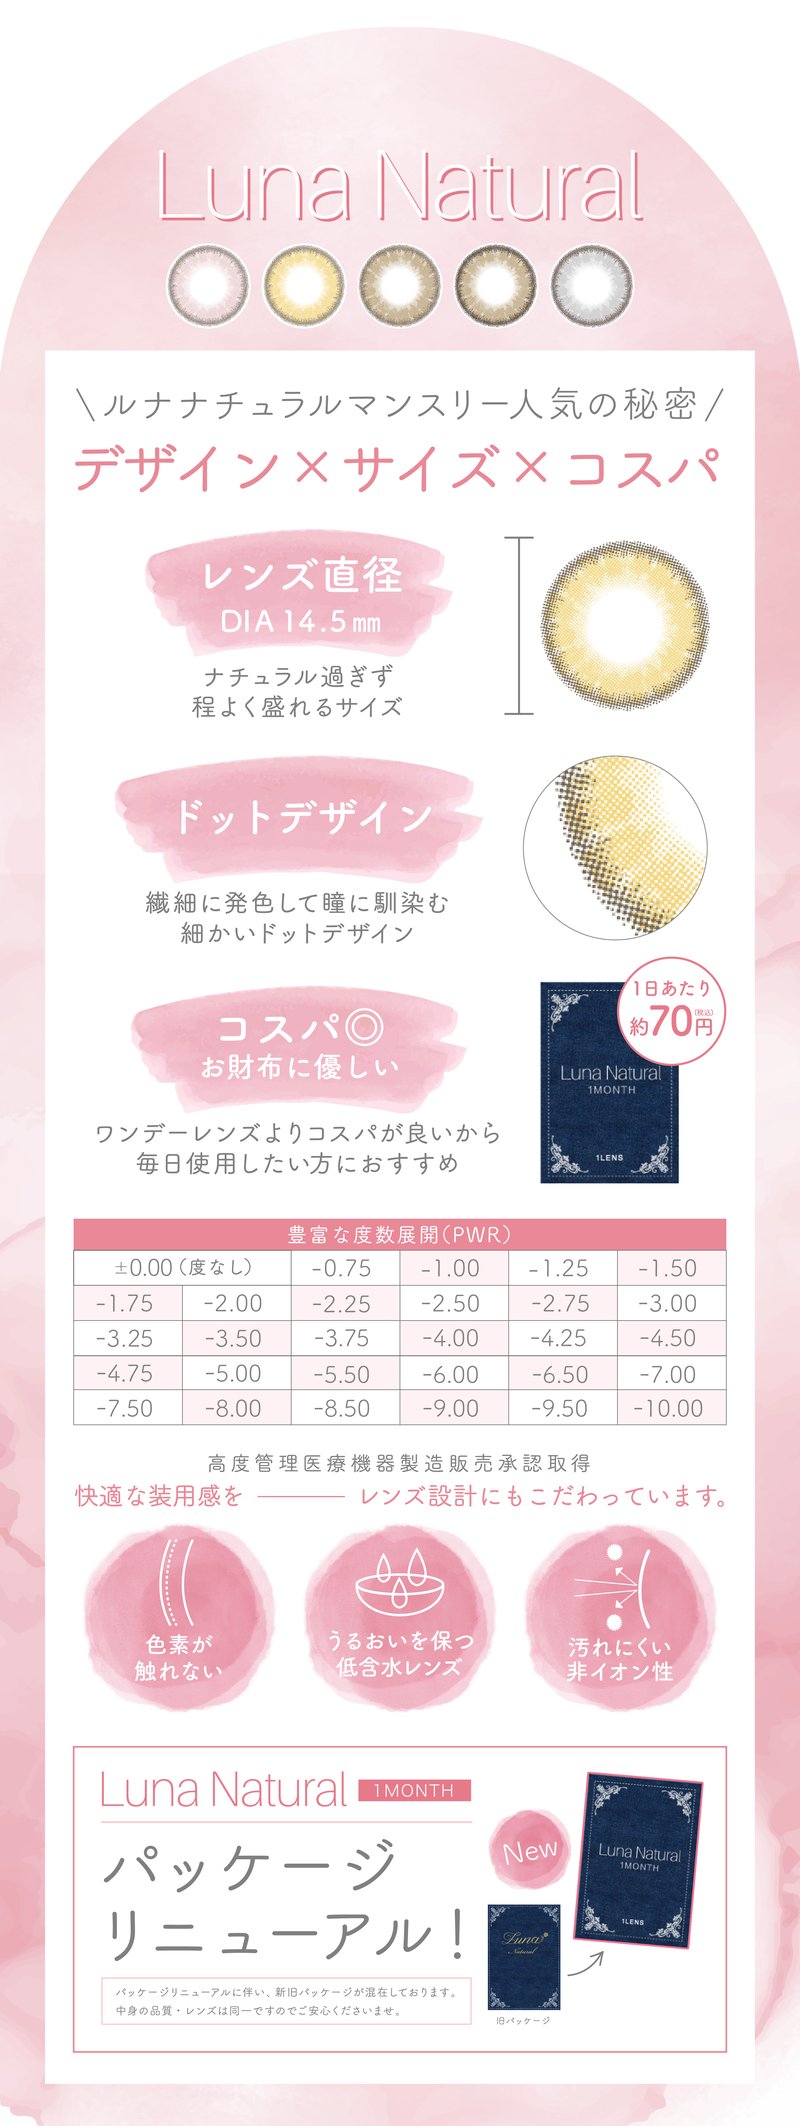 Luna Natural
\ルナナチュラルマンスリー人気の秘密/
デザイン×サイズ×コスパ
レンズ直径
DIA 14.5㎜
ナチュラル過ぎず
程よく盛れるサイズ
ドットデザイン
繊細に発色して瞳に馴染む
細かいドットデザイン
コスパ◎
お財布に優しい
ワンデーレンズよりコスパが良いから
毎日使用したい方におすすめ
1日あたり
約70円(税込)
Luna Natural
1MONTH
1LENS
豊富な度数展開(PWR)
±0.00(度なし) -0.75 -1.00 -1.25 -1.50
-1.75 -2.00 -2.25 -2.50 -2.75 -3.00
-3.25 -3.50 -3.75 -4.00 -4.25 -4.50
-4.75 -5.00 -5.50 -6.00 -6.50 -7.00
-7.50 -8.00 -8.50 -9.00 -9.50 -10.00
高度管理医療機器製造販売承認取得
快適な装用感を ――― レンズ設計にもこだわっています。
色素が
触れない
うるおいを保つ
低含水レンズ
汚れにくい
非イオン性
Luna Natural 1MONTH
パッケージ
リニューアル!
パッケージリニューアルに伴い、新旧パッケージが混在しております。
中身の品質・レンズは同一ですのでご安心くださいませ。
New
Luna Natural
1MONTH
1LENS
Luna
Natural
旧パッケージ